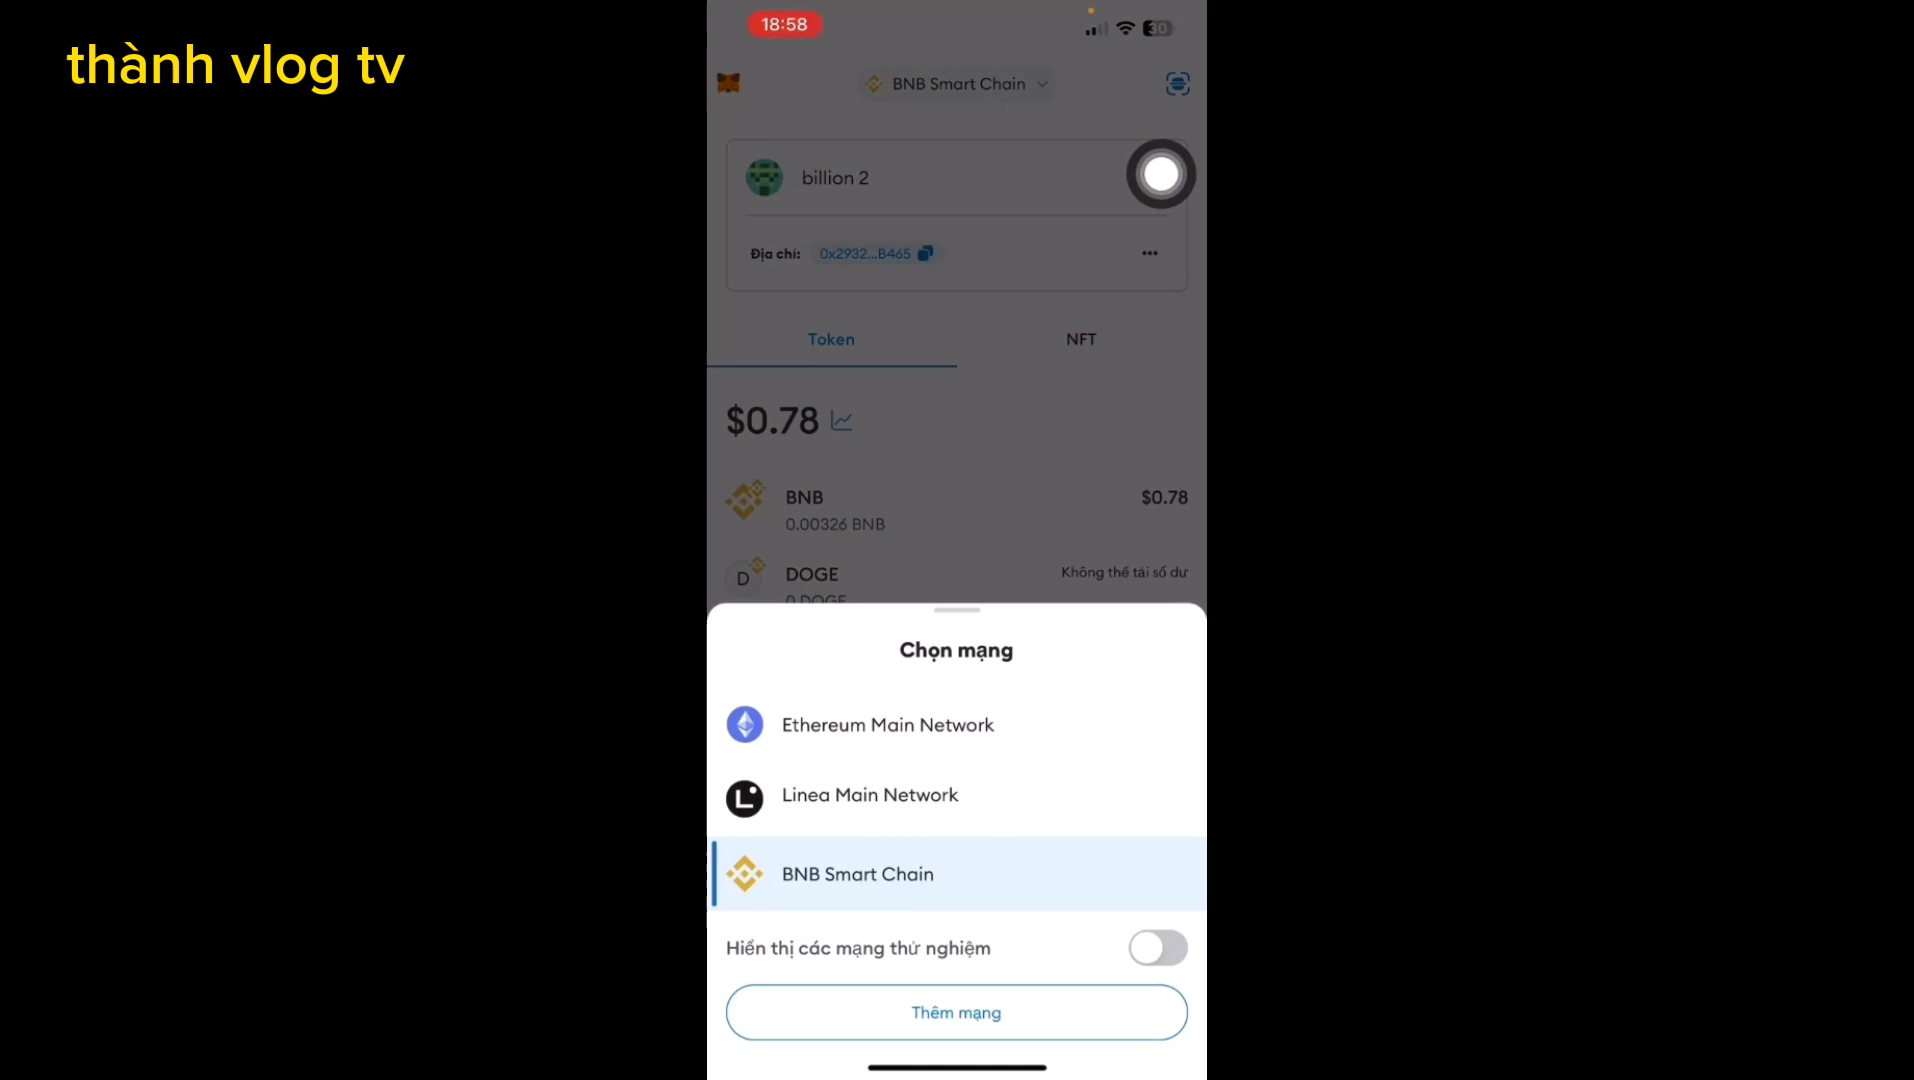 thành vlog tv
18:58
30
BNB Smart Chain
billion 2
Địa chỉ: 0x2932...B465
Token NFT
$0.78
BNB $0.78
0.00326 BNB
D DOGE Không thể tải số dư
0 DOGE
Chọn mạng
Ethereum Main Network
L Linea Main Network
BNB Smart Chain
Hiển thị các mạng thử nghiệm
Thêm mạng